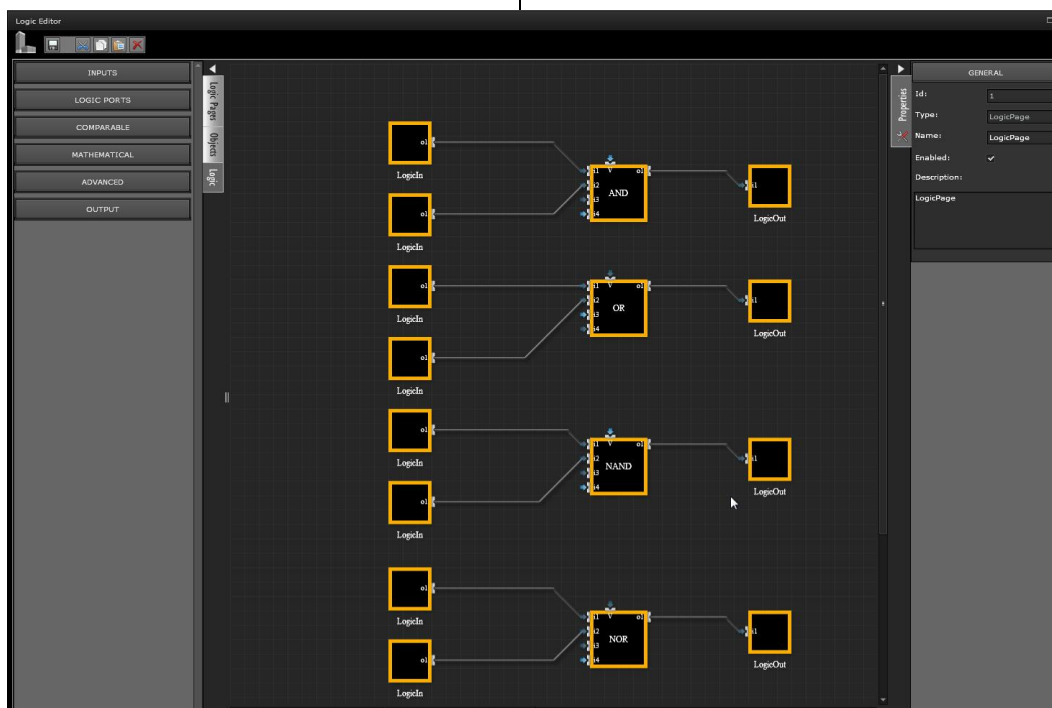 Logic Editor
INPUTS
LOGIC PORTS
COMPARABLE
MATHEMATICAL
ADVANCED
OUTPUT
Logic Pages
Objects
Logic
o1
LogicIn
o1
LogicIn
i1 V o1
i2
AND
i3
i4
i1
LogicOut
o1
LogicIn
o1
LogicIn
i1 V o1
i2
OR
i3
i4
i1
LogicOut
o1
LogicIn
o1
LogicIn
i1 V o1
i2
NAND
i3
i4
i1
LogicOut
o1
LogicIn
o1
LogicIn
i1 V o1
i2
NOR
i3
i4
i1
LogicOut
Properties
GENERAL
Id: 1
Type: LogicPage
Name: LogicPage
Enabled:
Description:
LogicPage